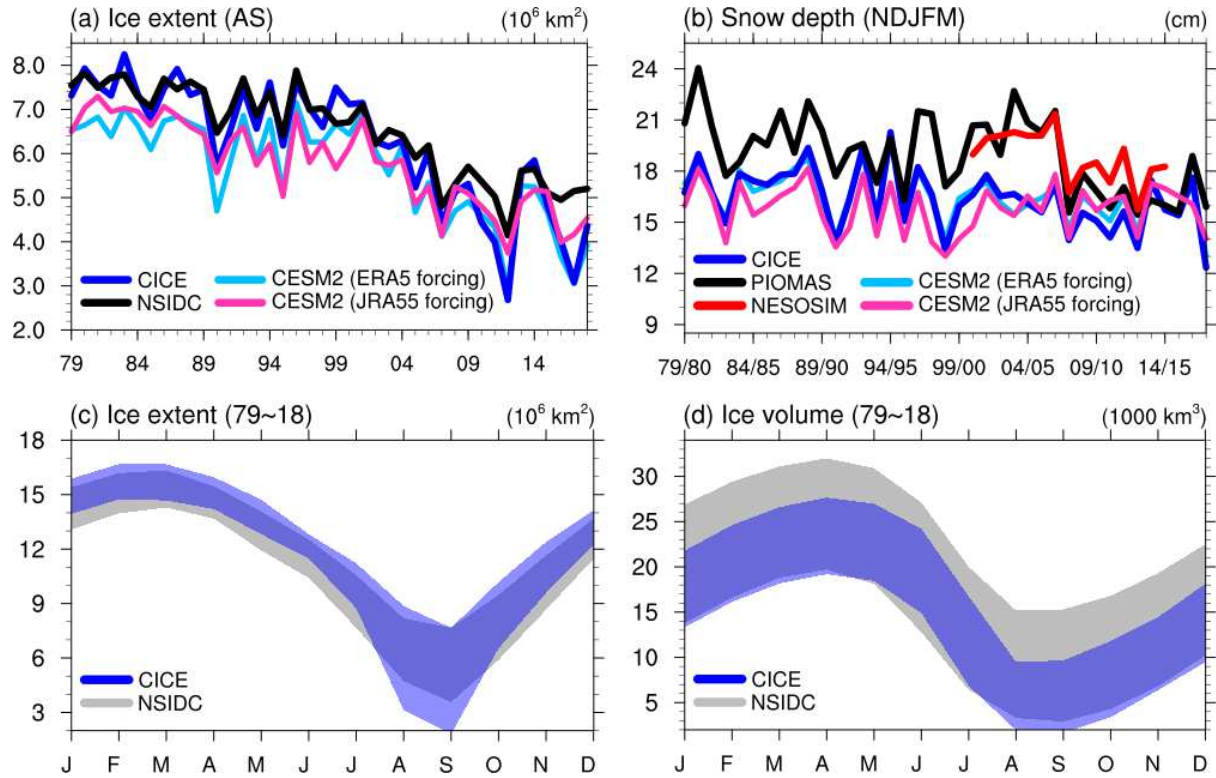 (a) Ice extent (AS) (10⁶ km²)
8.0
7.0
6.0
5.0
4.0
3.0
2.0
CICE
NSIDC
CESM2 (ERA5 forcing)
CESM2 (JRA55 forcing)
79 84 89 94 99 04 09 14
(b) Snow depth (NDJFM) (cm)
24
21
18
15
12
9
CICE
PIOMAS
NESOSIM
CESM2 (ERA5 forcing)
CESM2 (JRA55 forcing)
79/80 84/85 89/90 94/95 99/00 04/05 09/10 14/15
(c) Ice extent (79~18) (10⁶ km²)
18
15
12
9
6
3
CICE
NSIDC
J F M A M J J A S O N D
(d) Ice volume (79~18) (1000 km³)
30
25
20
15
10
5
CICE
NSIDC
J F M A M J J A S O N D